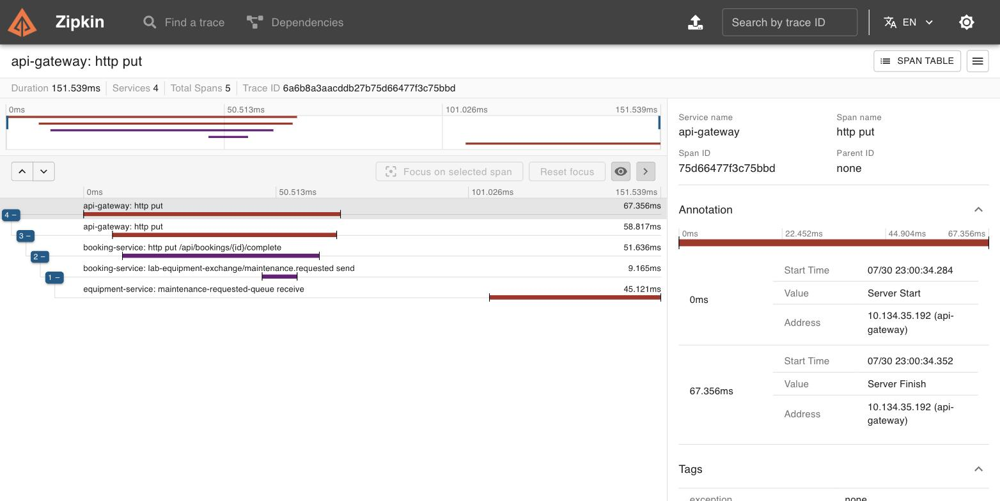 Zipkin Find a trace Dependencies Search by trace ID EN
api-gateway: http put SPAN TABLE
Duration 151.539ms Services 4 Total Spans 5 Trace ID 6a6b8a3aacddb27b75d66477f3c75bbd
0ms 50.513ms 101.026ms 151.539ms
Focus on selected span Reset focus
0ms 50.513ms 101.026ms 151.539ms
api-gateway: http put 67.356ms
4 −
api-gateway: http put 58.817ms
3 −
booking-service: http put /api/bookings/{id}/complete 51.636ms
2 −
booking-service: lab-equipment-exchange/maintenance.requested send 9.165ms
1 −
equipment-service: maintenance-requested-queue receive 45.121ms
Service name Span name
api-gateway http put
Span ID Parent ID
75d66477f3c75bbd none
Annotation
0ms 22.452ms 44.904ms 67.356ms
0ms
Start Time 07/30 23:00:34.284
Value Server Start
Address 10.134.35.192 (api-
gateway)
67.356ms
Start Time 07/30 23:00:34.352
Value Server Finish
Address 10.134.35.192 (api-
gateway)
Tags
exception none